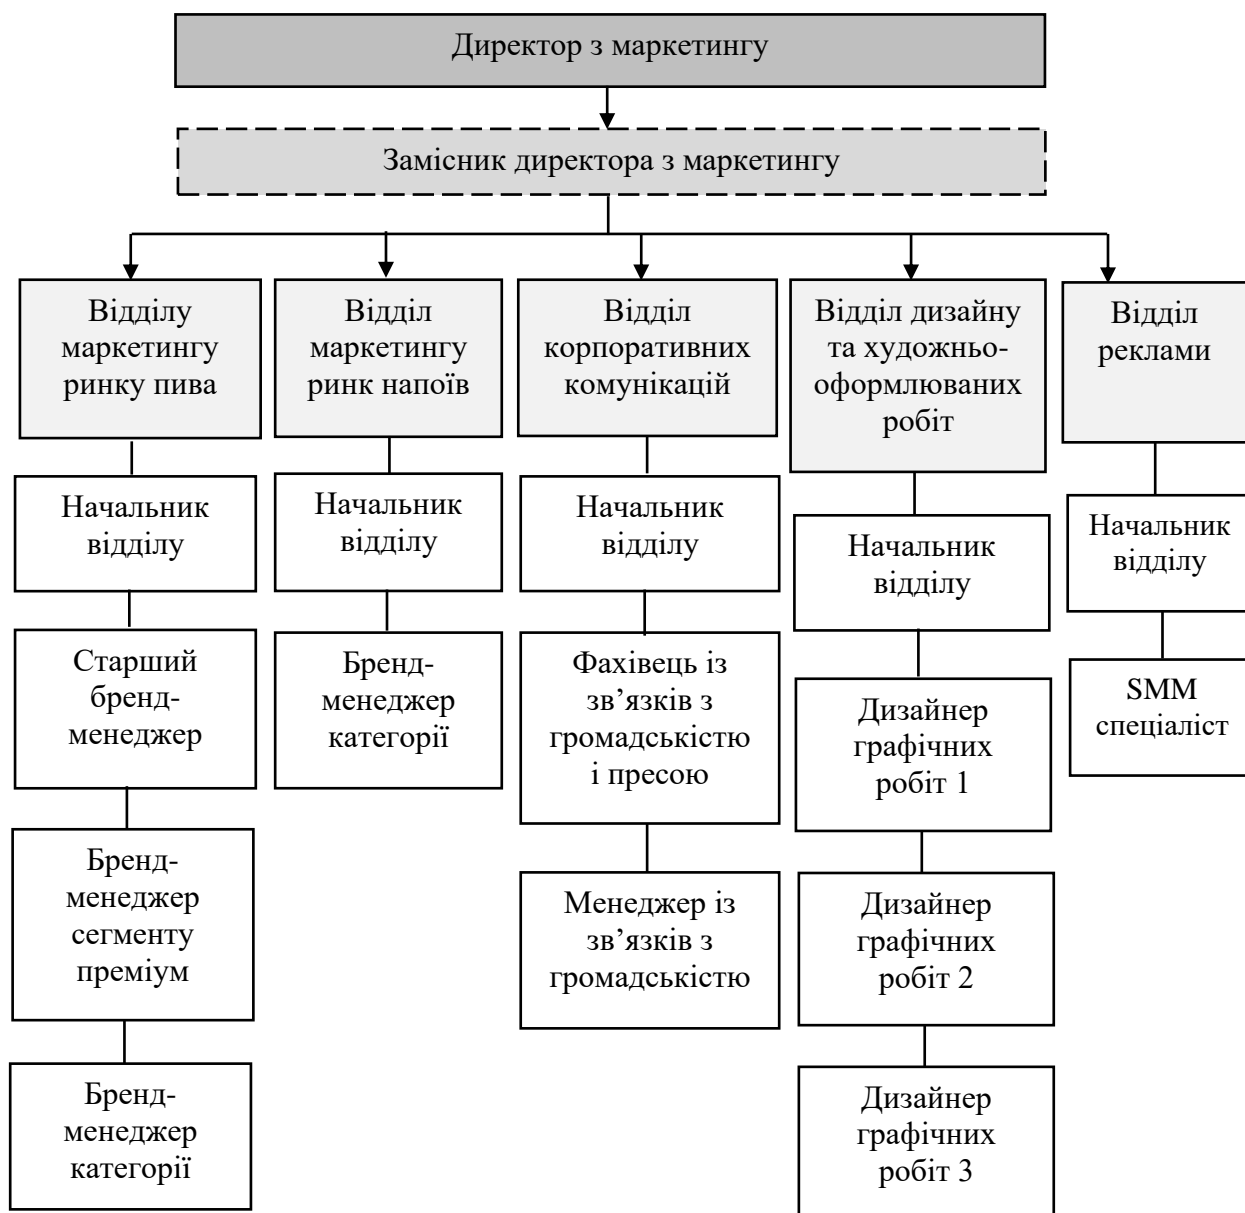 Директор з маркетингу
Замісник директора з маркетингу
Відділу
маркетингу
ринку пива
Начальник
відділу
Старший
бренд-
менеджер
Бренд-
менеджер
сегменту
преміум
Бренд-
менеджер
категорії
Відділ
маркетингу
ринк напоїв
Начальник
відділу
Бренд-
менеджер
категорії
Відділ
корпоративних
комунікацій
Начальник
відділу
Фахівець із
зв’язків з
громадськістю
і пресою
Менеджер із
зв’язків з
громадськістю
Відділ дизайну
та художньо-
оформлюваних
робіт
Начальник
відділу
Дизайнер
графічних
робіт 1
Дизайнер
графічних
робіт 2
Дизайнер
графічних
робіт 3
Відділ
реклами
Начальник
відділу
SMM
спеціаліст